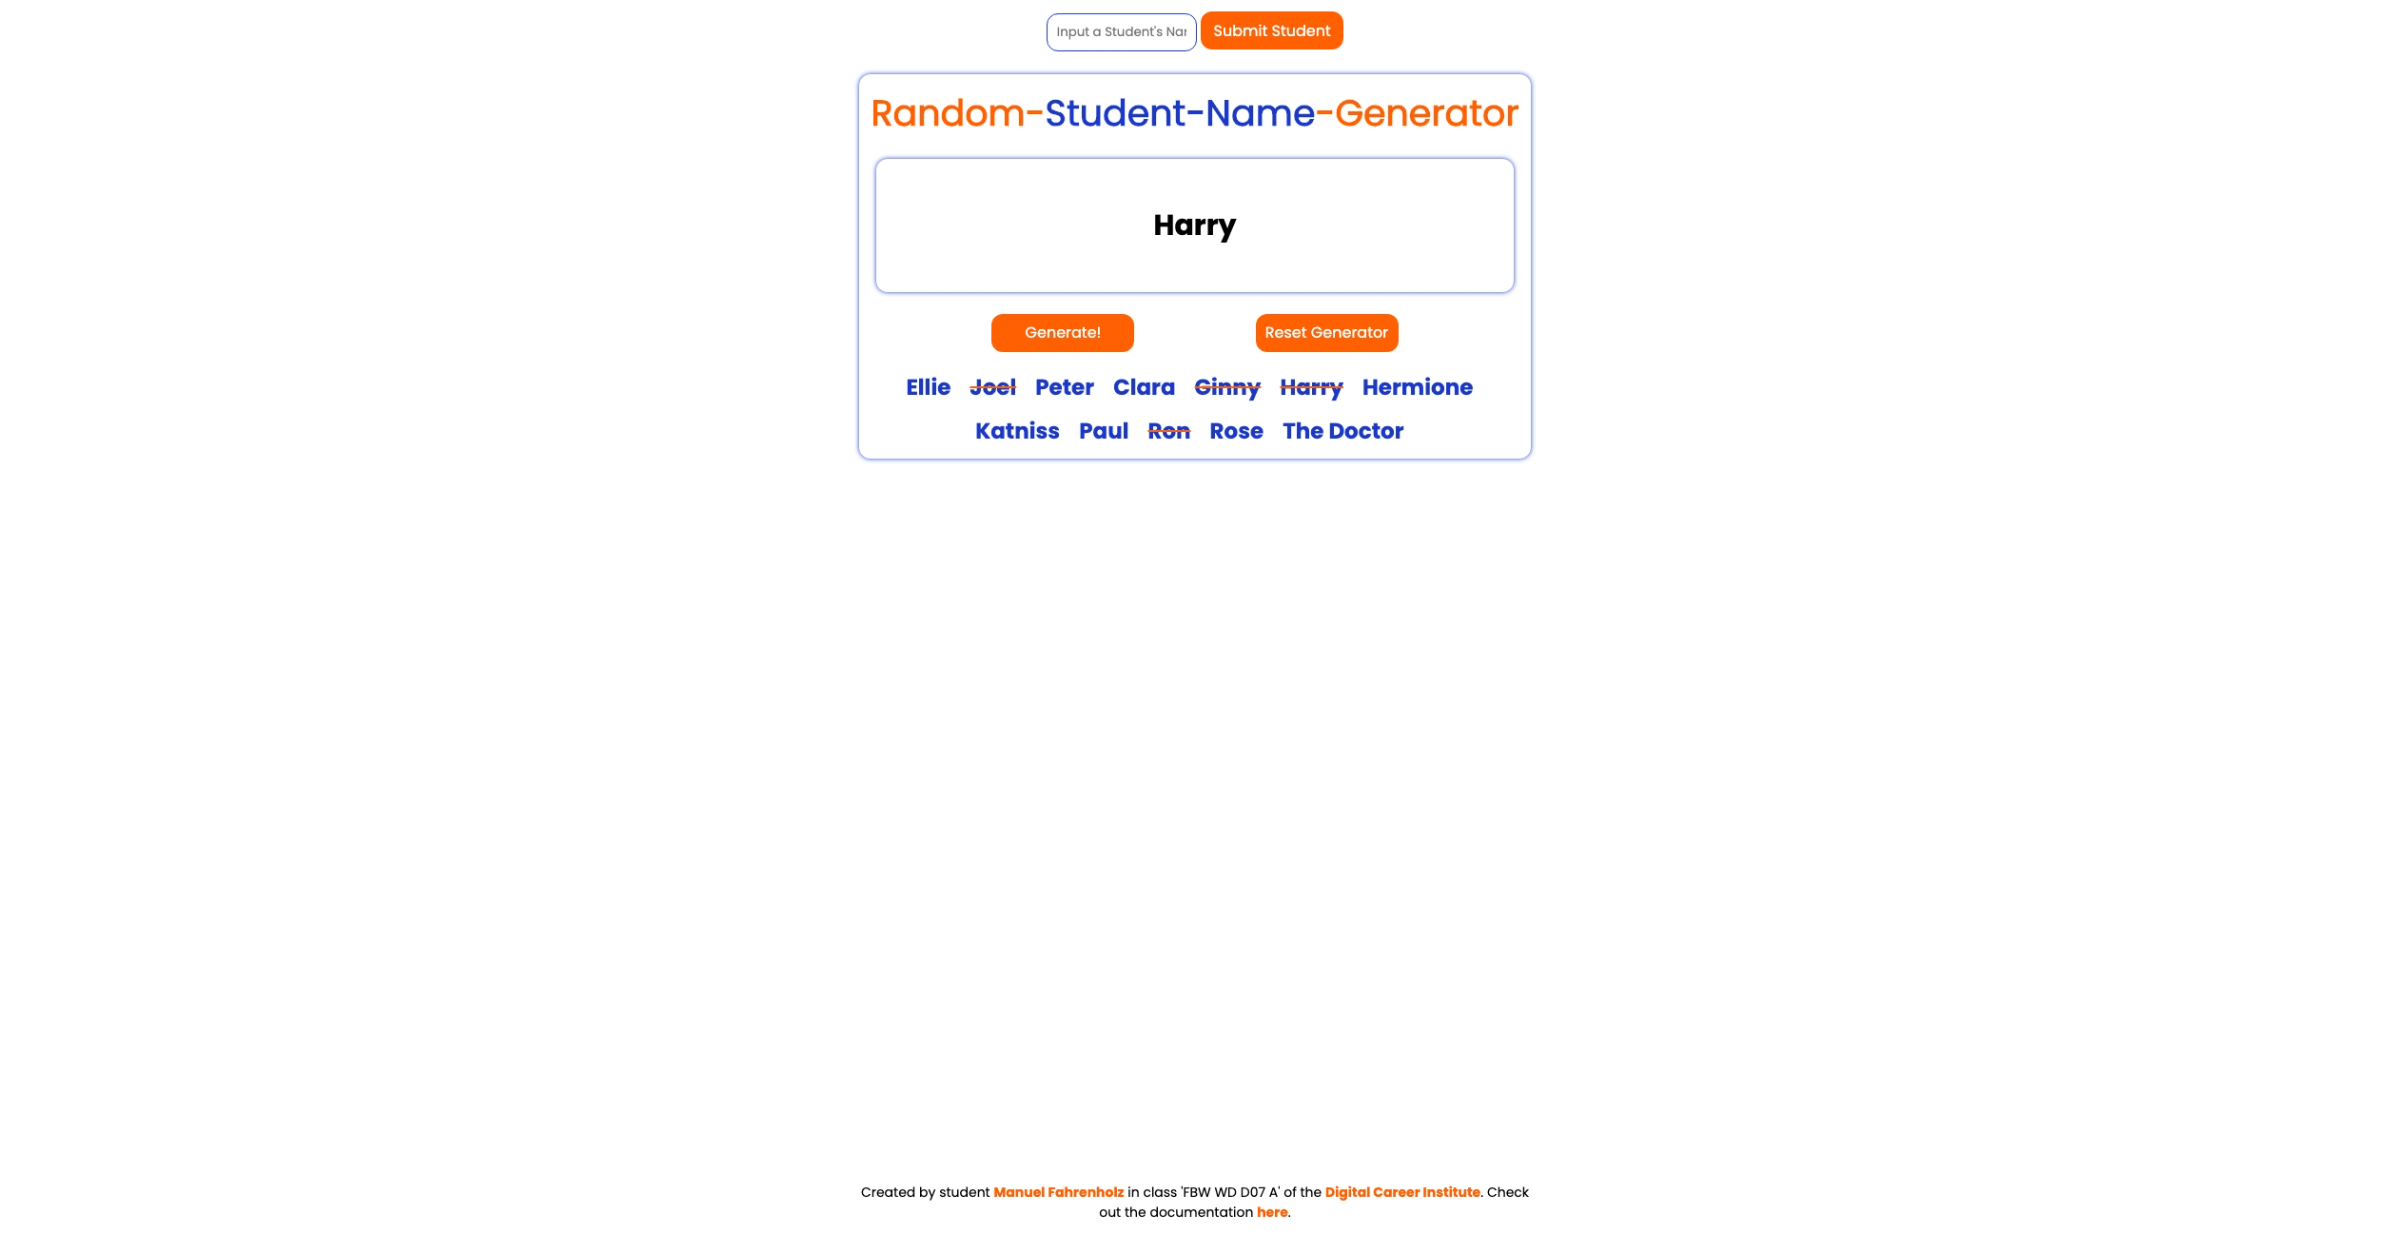 Input a Student's Nar Submit Student
Random-Student-Name-Generator
Harry
Generate! Reset Generator
Ellie Joel Peter Clara Ginny Harry Hermione
Katniss Paul Ron Rose The Doctor
Created by student Manuel Fahrenholz in class 'FBW WD D07 A' of the Digital Career Institute. Check
out the documentation here.